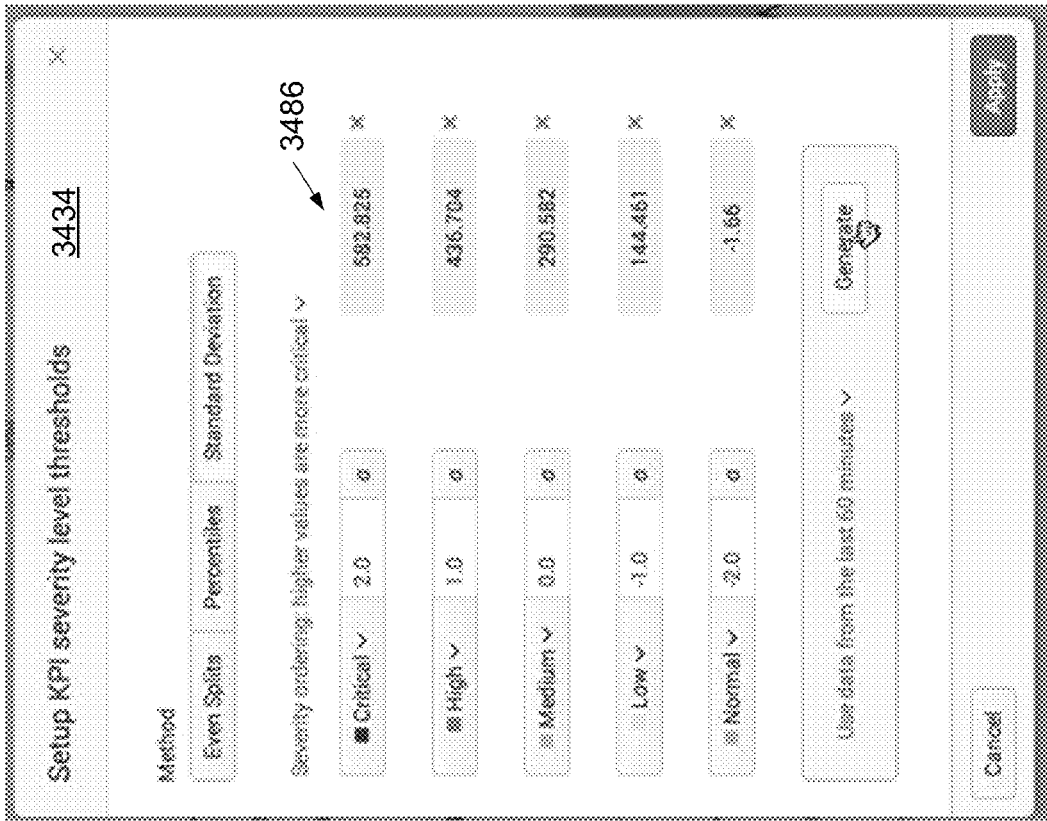 Setup KPI severity level thresholds 3434 ×
Method
Even Splits Percentiles Standard Deviation
3486
Severity ordering: higher values are more critical ˅
Critical ˅ 2.0 σ 582.825 ×
High ˅ 1.0 σ 436.704 ×
Medium ˅ 0.0 σ 290.582 ×
Low ˅ -1.0 σ 144.461 ×
Normal ˅ -2.0 σ -1.66 ×
Use data from the last 60 minutes ˅ Generate
Cancel Apply